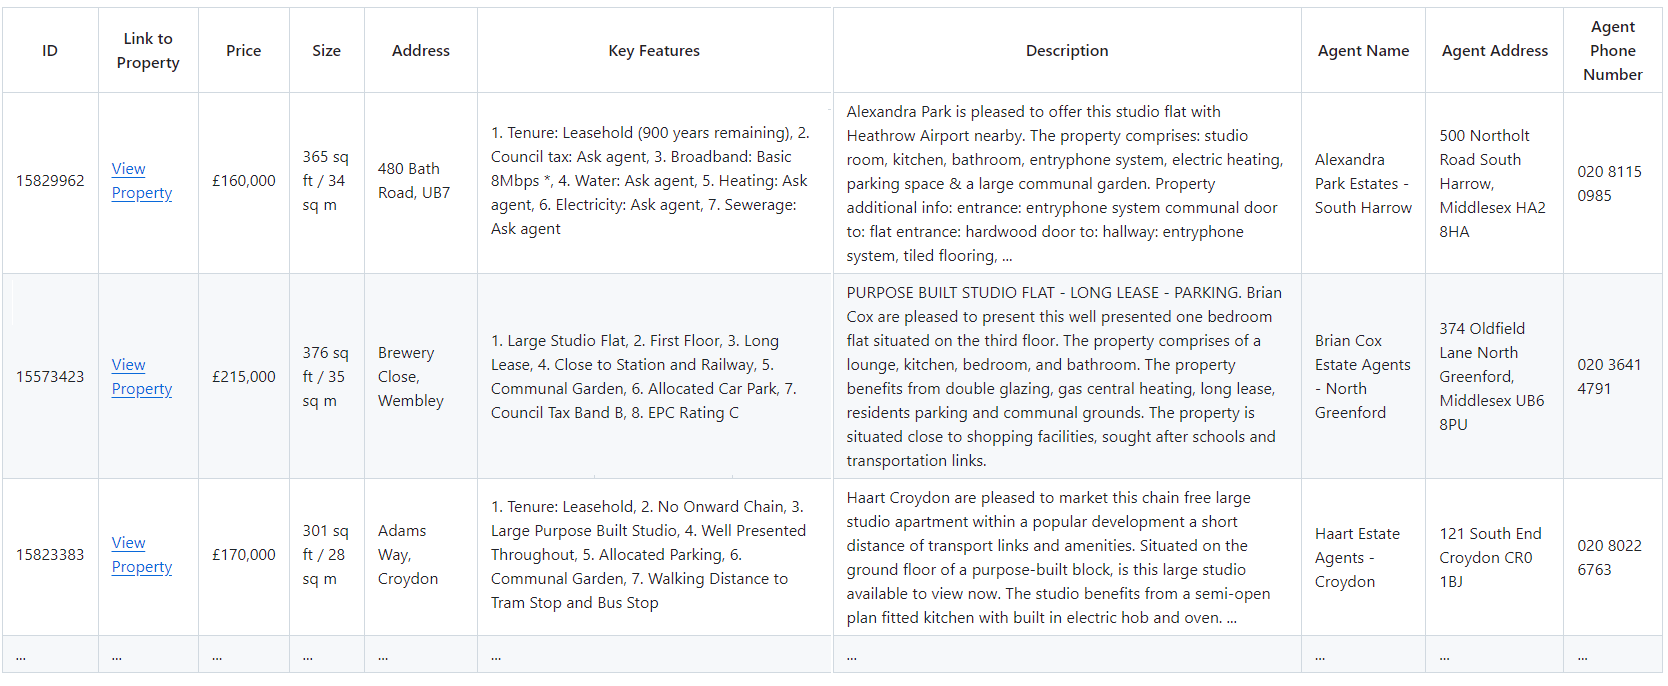 ID
Link to
Property
Price
Size
Address
Key Features
Description
Agent Name
Agent Address
Agent
Phone
Number
15829962
View
Property
£160,000
365 sq
ft / 34
sq m
480 Bath
Road, UB7
1. Tenure: Leasehold (900 years remaining), 2.
Council tax: Ask agent, 3. Broadband: Basic
8Mbps *, 4. Water: Ask agent, 5. Heating: Ask
agent, 6. Electricity: Ask agent, 7. Sewerage:
Ask agent
Alexandra Park is pleased to offer this studio flat with
Heathrow Airport nearby. The property comprises: studio
room, kitchen, bathroom, entryphone system, electric heating,
parking space & a large communal garden. Property
additional info: entrance: entryphone system communal door
to: flat entrance: hardwood door to: hallway: entryphone
system, tiled flooring, ...
Alexandra
Park Estates -
South Harrow
500 Northolt
Road South
Harrow,
Middlesex HA2
8HA
020 8115
0985
15573423
View
Property
£215,000
376 sq
ft / 35
sq m
Brewery
Close,
Wembley
1. Large Studio Flat, 2. First Floor, 3. Long
Lease, 4. Close to Station and Railway, 5.
Communal Garden, 6. Allocated Car Park, 7.
Council Tax Band B, 8. EPC Rating C
PURPOSE BUILT STUDIO FLAT - LONG LEASE - PARKING. Brian
Cox are pleased to present this well presented one bedroom
flat situated on the third floor. The property comprises of a
lounge, kitchen, bedroom, and bathroom. The property
benefits from double glazing, gas central heating, long lease,
residents parking and communal grounds. The property is
situated close to shopping facilities, sought after schools and
transportation links.
Brian Cox
Estate Agents
- North
Greenford
374 Oldfield
Lane North
Greenford,
Middlesex UB6
8PU
020 3641
4791
15823383
View
Property
£170,000
301 sq
ft / 28
sq m
Adams
Way,
Croydon
1. Tenure: Leasehold, 2. No Onward Chain, 3.
Large Purpose Built Studio, 4. Well Presented
Throughout, 5. Allocated Parking, 6.
Communal Garden, 7. Walking Distance to
Tram Stop and Bus Stop
Haart Croydon are pleased to market this chain free large
studio apartment within a popular development a short
distance of transport links and amenities. Situated on the
ground floor of a purpose-built block, is this large studio
available to view now. The studio benefits from a semi-open
plan fitted kitchen with built in electric hob and oven. ...
Haart Estate
Agents -
Croydon
121 South End
Croydon CR0
1BJ
020 8022
6763
...
...
...
...
...
...
...
...
...
...